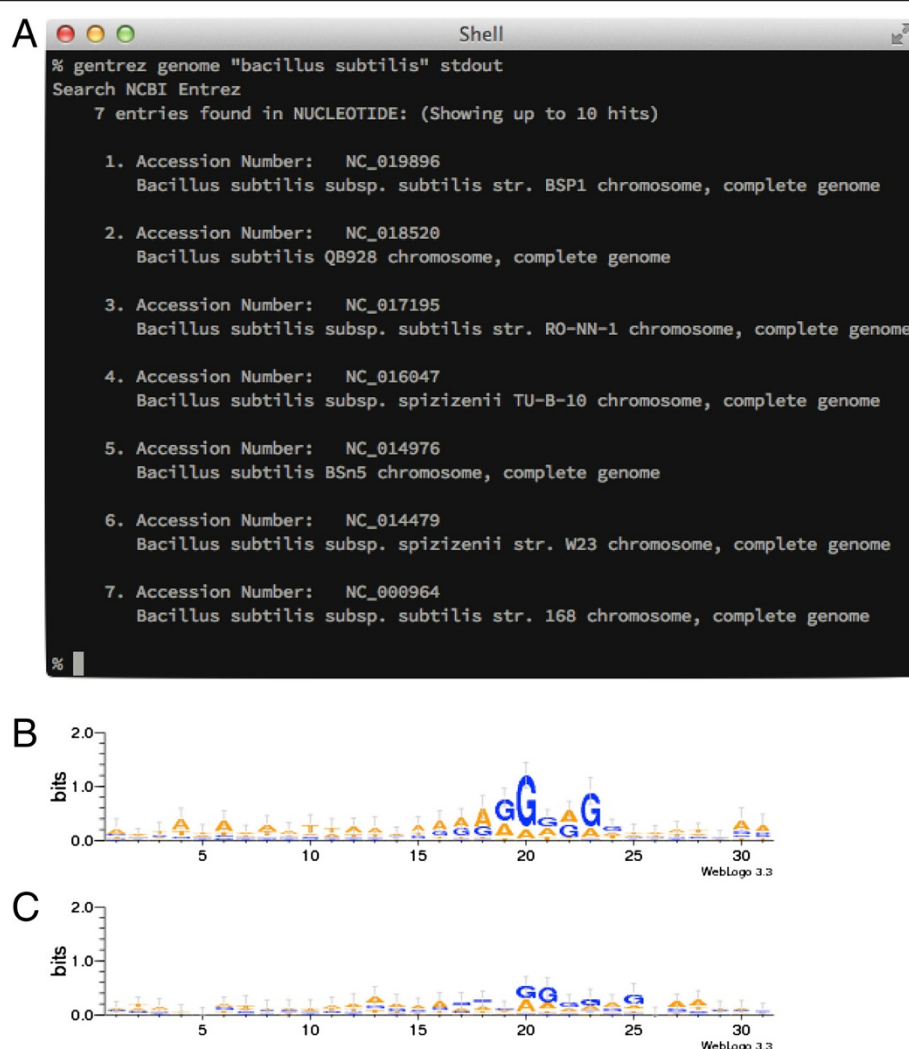 A
Shell
% gentrez genome "bacillus subtilis" stdout
Search NCBI Entrez
7 entries found in NUCLEOTIDE: (Showing up to 10 hits)
1. Accession Number: NC_019896
Bacillus subtilis subsp. subtilis str. BSP1 chromosome, complete genome
2. Accession Number: NC_018520
Bacillus subtilis QB928 chromosome, complete genome
3. Accession Number: NC_017195
Bacillus subtilis subsp. subtilis str. RO-NN-1 chromosome, complete genome
4. Accession Number: NC_016047
Bacillus subtilis subsp. spizizenii TU-B-10 chromosome, complete genome
5. Accession Number: NC_014976
Bacillus subtilis BSn5 chromosome, complete genome
6. Accession Number: NC_014479
Bacillus subtilis subsp. spizizenii str. W23 chromosome, complete genome
7. Accession Number: NC_000964
Bacillus subtilis subsp. subtilis str. 168 chromosome, complete genome
%
B
2.0
1.0
0.0
bits
5 10 15 20 25 30
WebLogo 3.3
C
2.0
1.0
0.0
bits
5 10 15 20 25 30
WebLogo 3.3